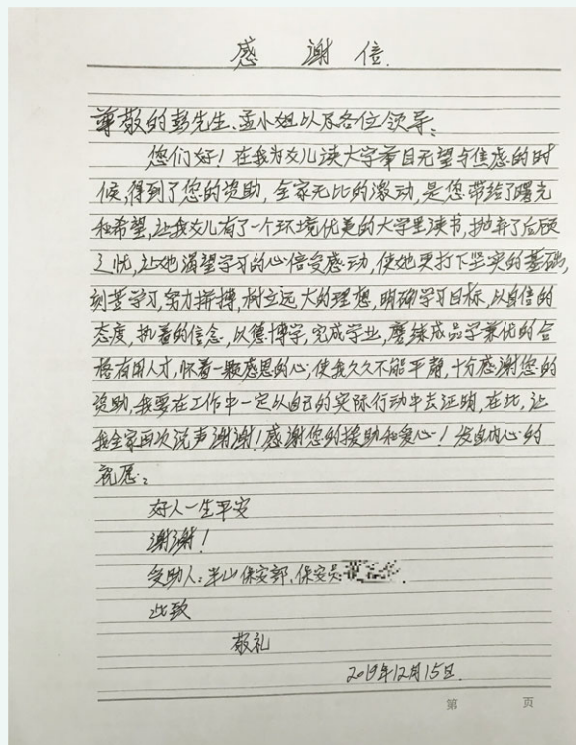 感谢信.
尊敬的彭先生、孟小姐以及各位领导:
您们好!在我为女儿读大学举目无望与焦虑的时
候,得到了您的资助,全家无比的激动,是您带给了曙光
和希望,让我女儿有了一个环境优美的大学里读书,抛弃了后顾
之忧,让她渴望学习的心倍受感动,使她更打下坚实的基础,
刻苦学习,努力拼搏,树立远大的理想,明确学习目标,以自信的
态度,执着的信念,以德博学,完成学业,磨练成品学兼优的合
格有用人才,怀着一颗感恩的心;使我久久不能平静,十分感谢您的
资助,我要在工作中一定以自己的实际行动中去证明,在此,让
我全家再次说声谢谢!感谢您的援助和爱心!发自内心的
祝愿:
好人一生平安
谢谢!
受助人:半山保安部,保安员
此致
敬礼
2019年12月15日.
第 页